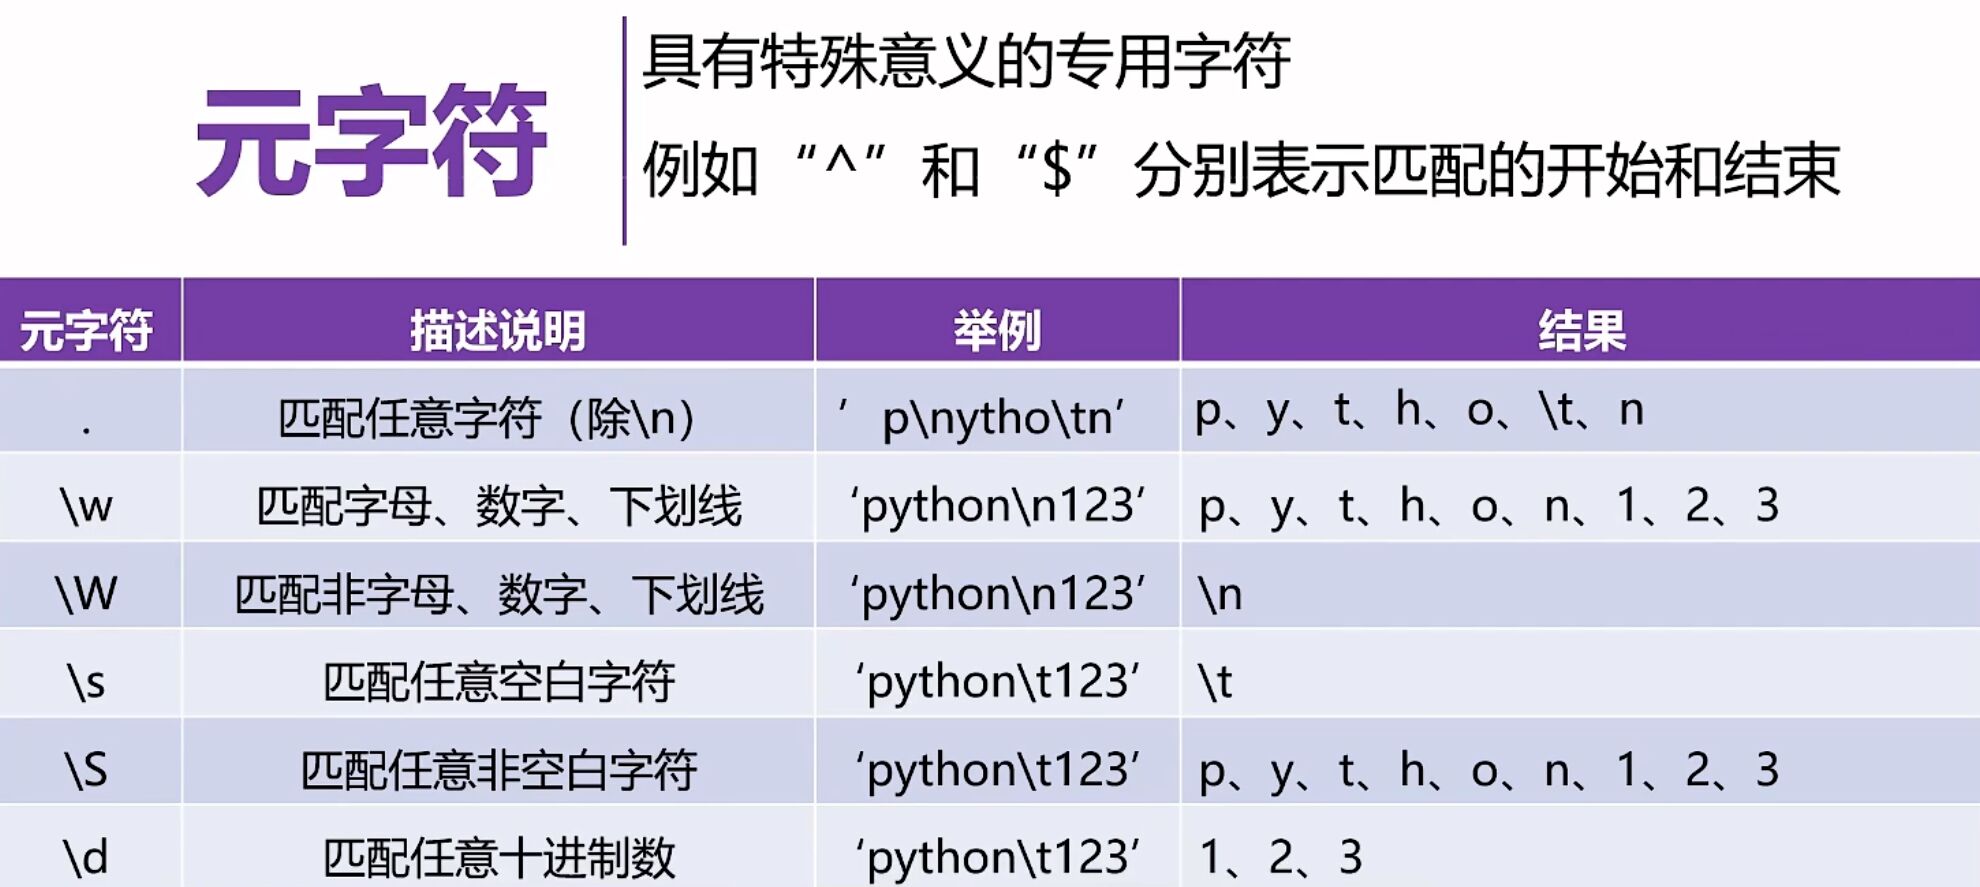 元字符
具有特殊意义的专用字符
例如“^”和“$”分别表示匹配的开始和结束
元字符 描述说明 举例 结果
. 匹配任意字符（除\n） ’ p\nytho\tn’ p、y、t、h、o、\t、n
\w 匹配字母、数字、下划线 ‘python\n123’ p、y、t、h、o、n、1、2、3
\W 匹配非字母、数字、下划线 ‘python\n123’ \n
\s 匹配任意空白字符 ‘python\t123’ \t
\S 匹配任意非空白字符 ‘python\t123’ p、y、t、h、o、n、1、2、3
\d 匹配任意十进制数 ‘python\t123’ 1、2、3